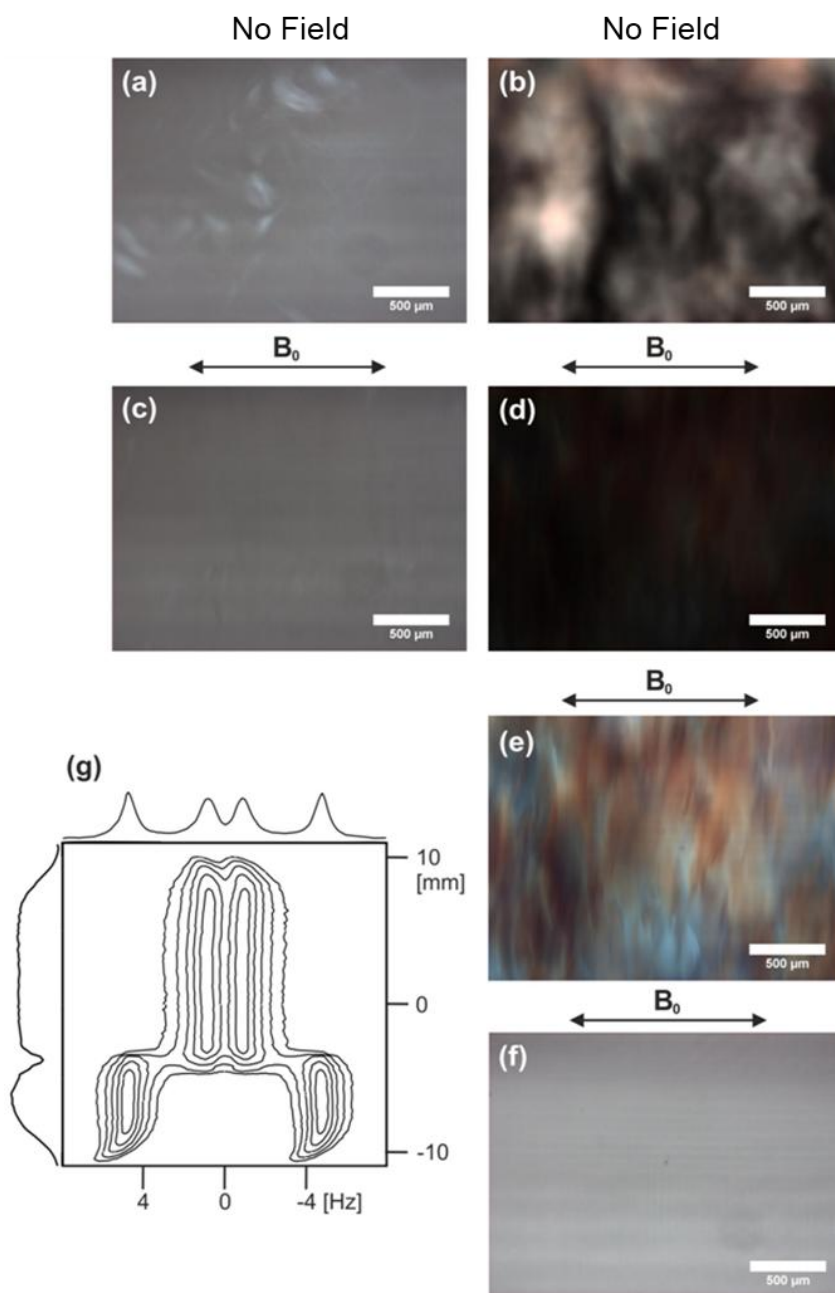 No Field
No Field
(a)
500 µm
(b)
500 µm
B₀
B₀
(c)
500 µm
(d)
500 µm
B₀
(e)
500 µm
(g)
10
[mm]
0
-10
4
0
-4 [Hz]
B₀
(f)
500 µm